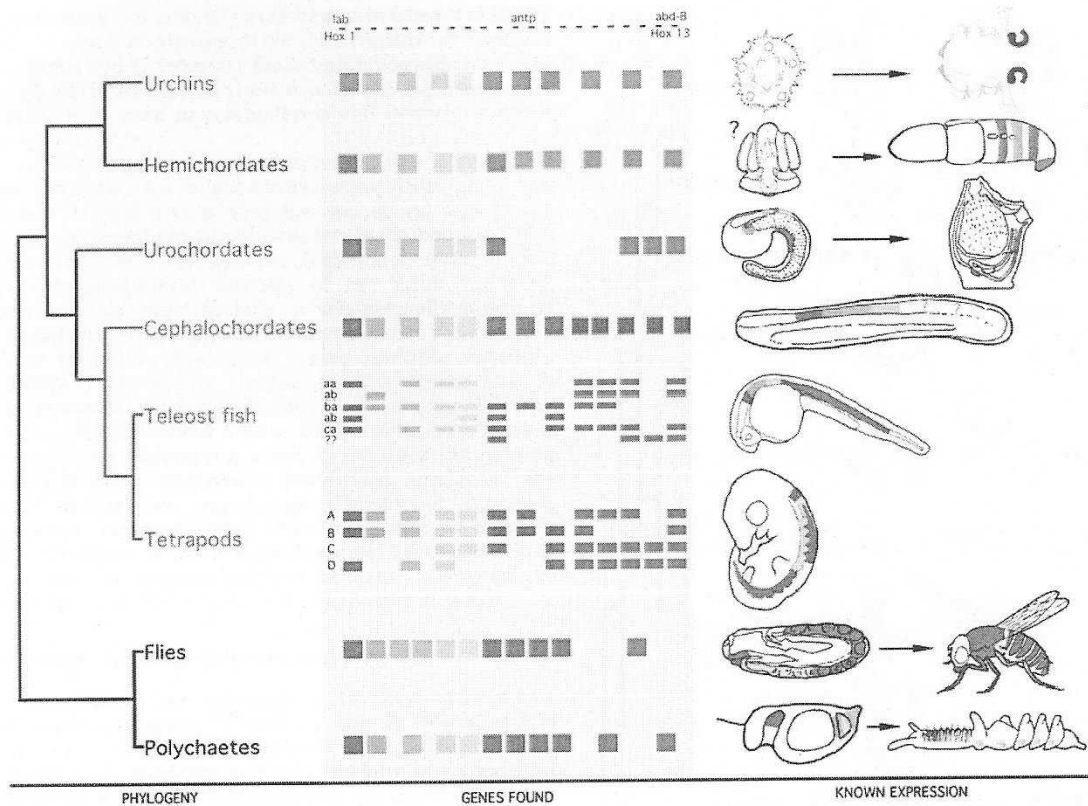 lab antp abd-B
Hox 1 Hox 13
Urchins
Hemichordates
?
Urochordates
Cephalochordates
aa
ab
Teleost fish
ba
ab
ca
??
A
B
Tetrapods
C
D
Flies
Polychaetes
PHYLOGENY GENES FOUND KNOWN EXPRESSION